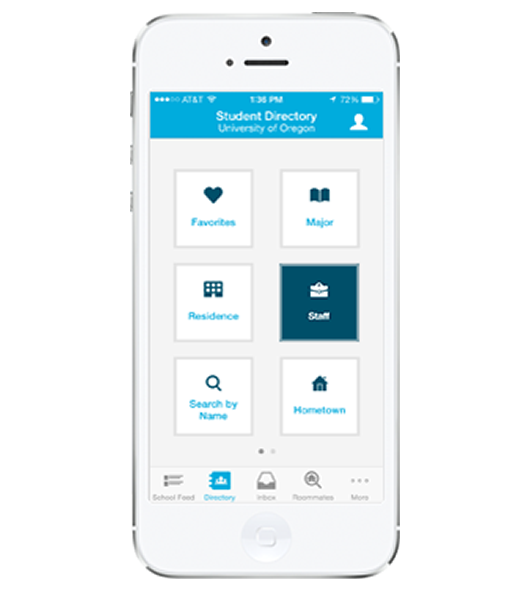 AT&T 1:36 PM 72%
Student Directory
University of Oregon
Favorites Major
Residence Staff
Search by
Name
Hometown
School Feed Directory Inbox Roommates More